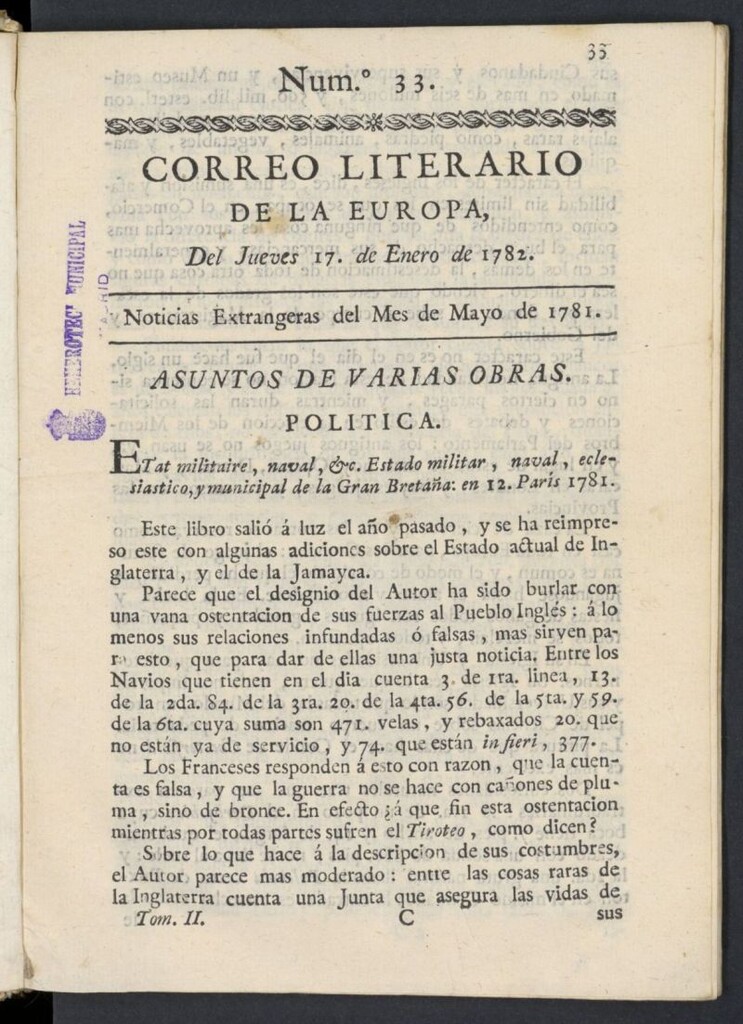 33
Num.º 33.
CORREO LITERARIO
DE LA EUROPA,
Del Jueves 17. de Enero de 1782.
Noticias Extrangeras del Mes de Mayo de 1781.
ASUNTOS DE VARIAS OBRAS.
POLITICA.
ETat militaire, naval, &c. Estado militar, naval, ecle-
siastico, y municipal de la Gran Bretaña: en 12. París 1781.
Este libro salió á luz el año pasado, y se ha reimpre-
so este con algunas adiciones sobre el Estado actual de In-
glaterra, y el de la Jamayca.
Parece que el designio del Autor ha sido burlar con
una vana ostentacion de sus fuerzas al Pueblo Inglés: á lo
menos sus relaciones infundadas ó falsas, mas sirven pa-
ra esto, que para dar de ellas una justa noticia. Entre los
Navios que tienen en el dia cuenta 3. de 1ra. linea, 13.
de la 2da. 84. de la 3ra. 20. de la 4ta. 56. de la 5ta. y 59.
de la 6ta. cuya suma son 471. velas, y rebaxados 20. que
no están ya de servicio, y 74. que están in fieri, 377.
Los Franceses responden á esto con razon, que la cuen-
ta es falsa, y que la guerra no se hace con cañones de plu-
ma, sino de bronce. En efecto ¿á que fin esta ostentacion
mientras por todas partes sufren el Tiroteo, como dicen?
Sobre lo que hace á la descripcion de sus costumbres,
el Autor parece mas moderado: entre las cosas raras de
la Inglaterra cuenta una Junta que asegura las vidas de
Tom. II. C sus
HEMEROTECA MUNICIPAL
MADRID